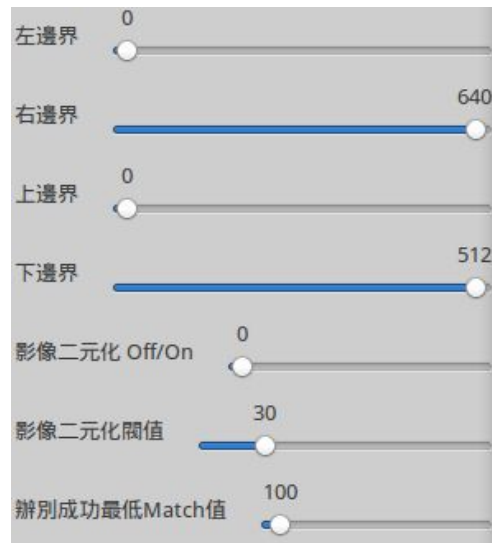 0
左邊界
640
右邊界
0
上邊界
512
下邊界
0
影像二元化 Off/On
30
影像二元化閥值
100
辦別成功最低Match值